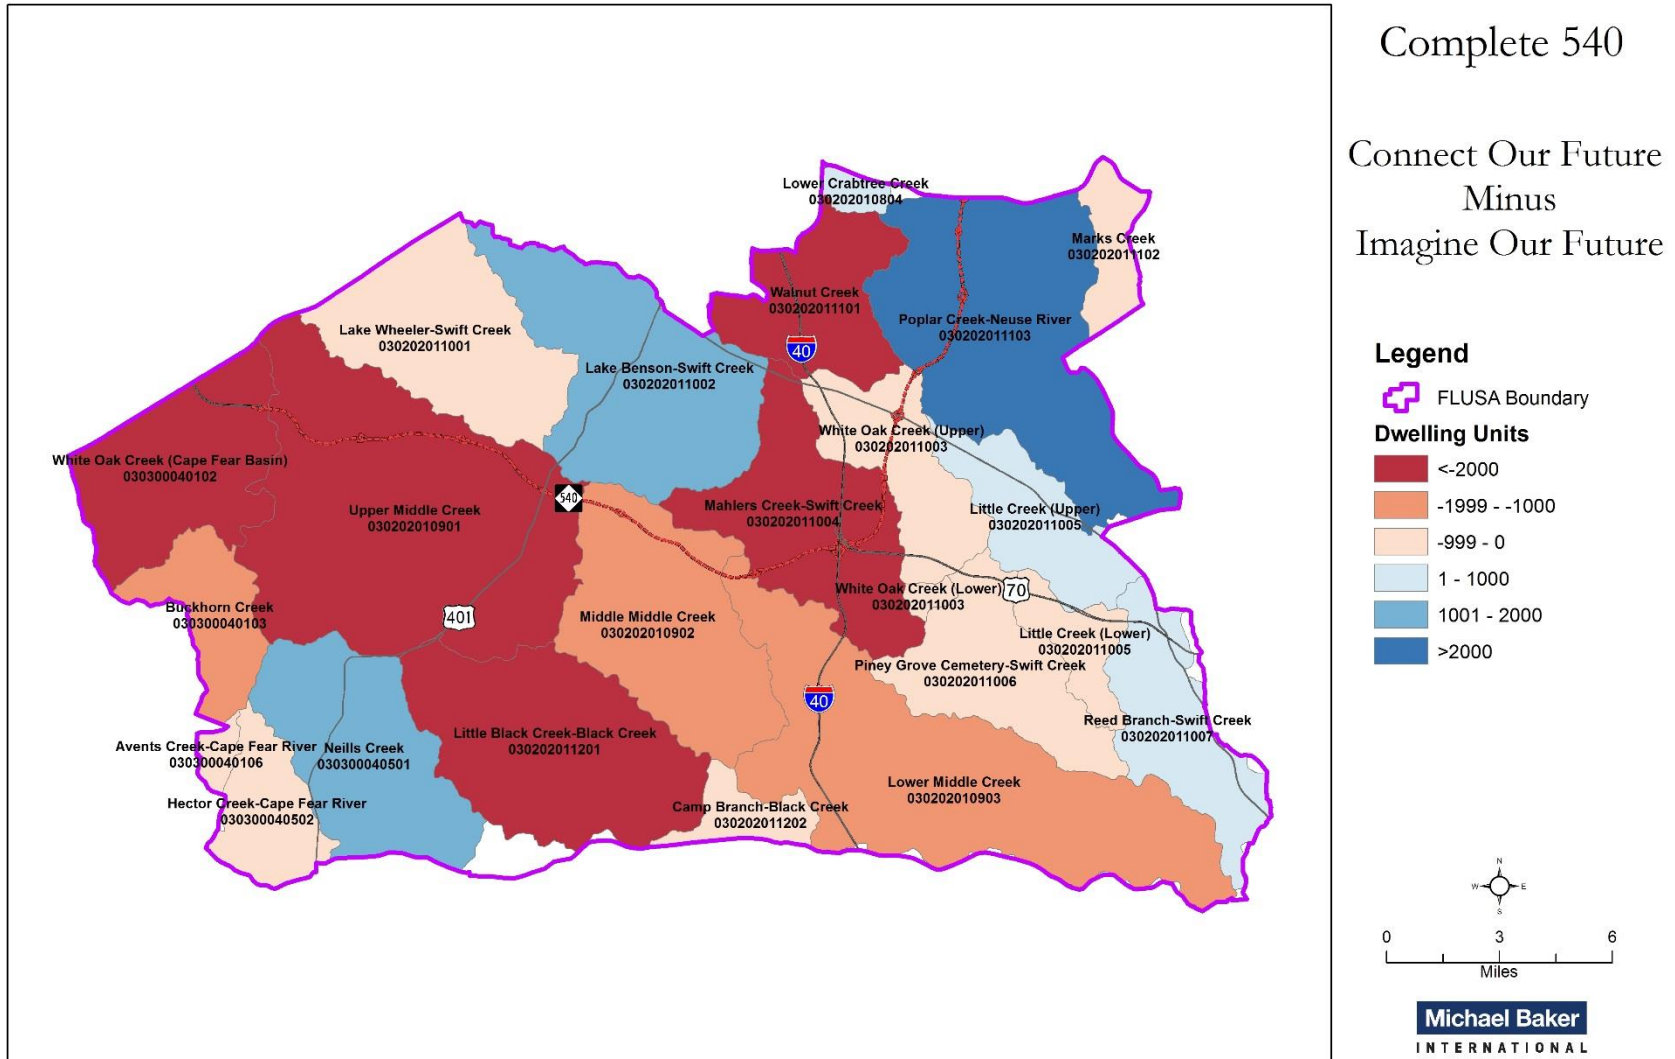 Complete 540
Connect Our Future
Minus
Imagine Our Future
Lower Crabtree Creek
030202010804
Marks Creek
030202011102
Walnut Creek
030202011101
Poplar Creek-Neuse River
030202011103
Lake Wheeler-Swift Creek
030202011001
40
Lake Benson-Swift Creek
030202011002
White Oak Creek (Upper)
030202011003
White Oak Creek (Cape Fear Basin)
030300040102
540
Upper Middle Creek
030202010901
Mahlers Creek-Swift Creek
030202011004
Little Creek (Upper)
030202011005
White Oak Creek (Lower)
030202011003
70
Buckhorn Creek
030300040103
401
Middle Middle Creek
030202010902
Little Creek (Lower)
030202011005
Piney Grove Cemetery-Swift Creek
030202011006
40
Reed Branch-Swift Creek
030202011007
Little Black Creek-Black Creek
030202011201
Avents Creek-Cape Fear River
030300040106
Neills Creek
030300040501
Lower Middle Creek
030202010903
Hector Creek-Cape Fear River
030300040502
Camp Branch-Black Creek
030202011202
Legend
FLUSA Boundary
Dwelling Units
<-2000
-1999 - -1000
-999 - 0
1 - 1000
1001 - 2000
>2000
N
W E
S
0 3 6
Miles
Michael Baker
INTERNATIONAL